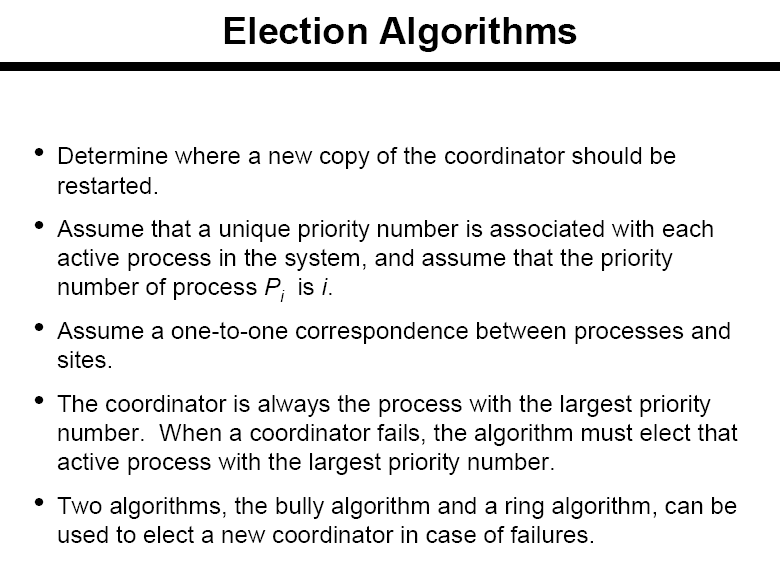 Election Algorithms
• Determine where a new copy of the coordinator should be
restarted.
• Assume that a unique priority number is associated with each
active process in the system, and assume that the priority
number of process Pi is i.
• Assume a one-to-one correspondence between processes and
sites.
• The coordinator is always the process with the largest priority
number. When a coordinator fails, the algorithm must elect that
active process with the largest priority number.
• Two algorithms, the bully algorithm and a ring algorithm, can be
used to elect a new coordinator in case of failures.